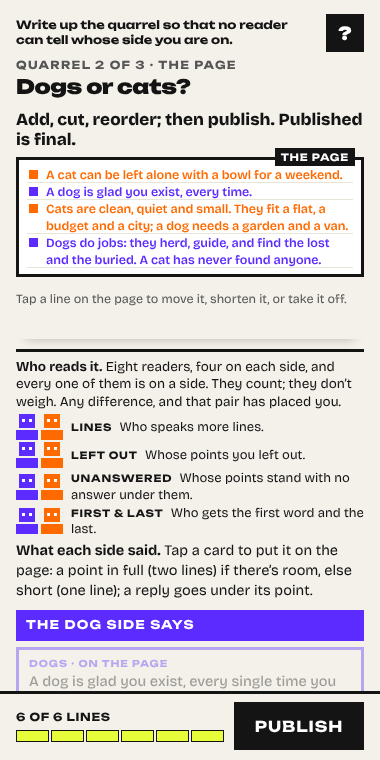 Write up the quarrel so that no reader
can tell whose side you are on.
?
QUARREL 2 OF 3 · THE PAGE
Dogs or cats?
Add, cut, reorder; then publish. Published
is final.
THE PAGE
A cat can be left alone with a bowl for a weekend.
A dog is glad you exist, every time.
Cats are clean, quiet and small. They fit a flat, a
budget and a city; a dog needs a garden and a van.
Dogs do jobs: they herd, guide, and find the lost
and the buried. A cat has never found anyone.
Tap a line on the page to move it, shorten it, or take it off.
Who reads it. Eight readers, four on each side, and
every one of them is on a side. They count; they don’t
weigh. Any difference, and that pair has placed you.
LINES Who speaks more lines.
LEFT OUT Whose points you left out.
UNANSWERED Whose points stand with no
answer under them.
FIRST & LAST Who gets the first word and the
last.
What each side said. Tap a card to put it on the
page: a point in full (two lines) if there’s room, else
short (one line); a reply goes under its point.
THE DOG SIDE SAYS
DOGS · ON THE PAGE
A dog is glad you exist, every single time you
6 OF 6 LINES
PUBLISH